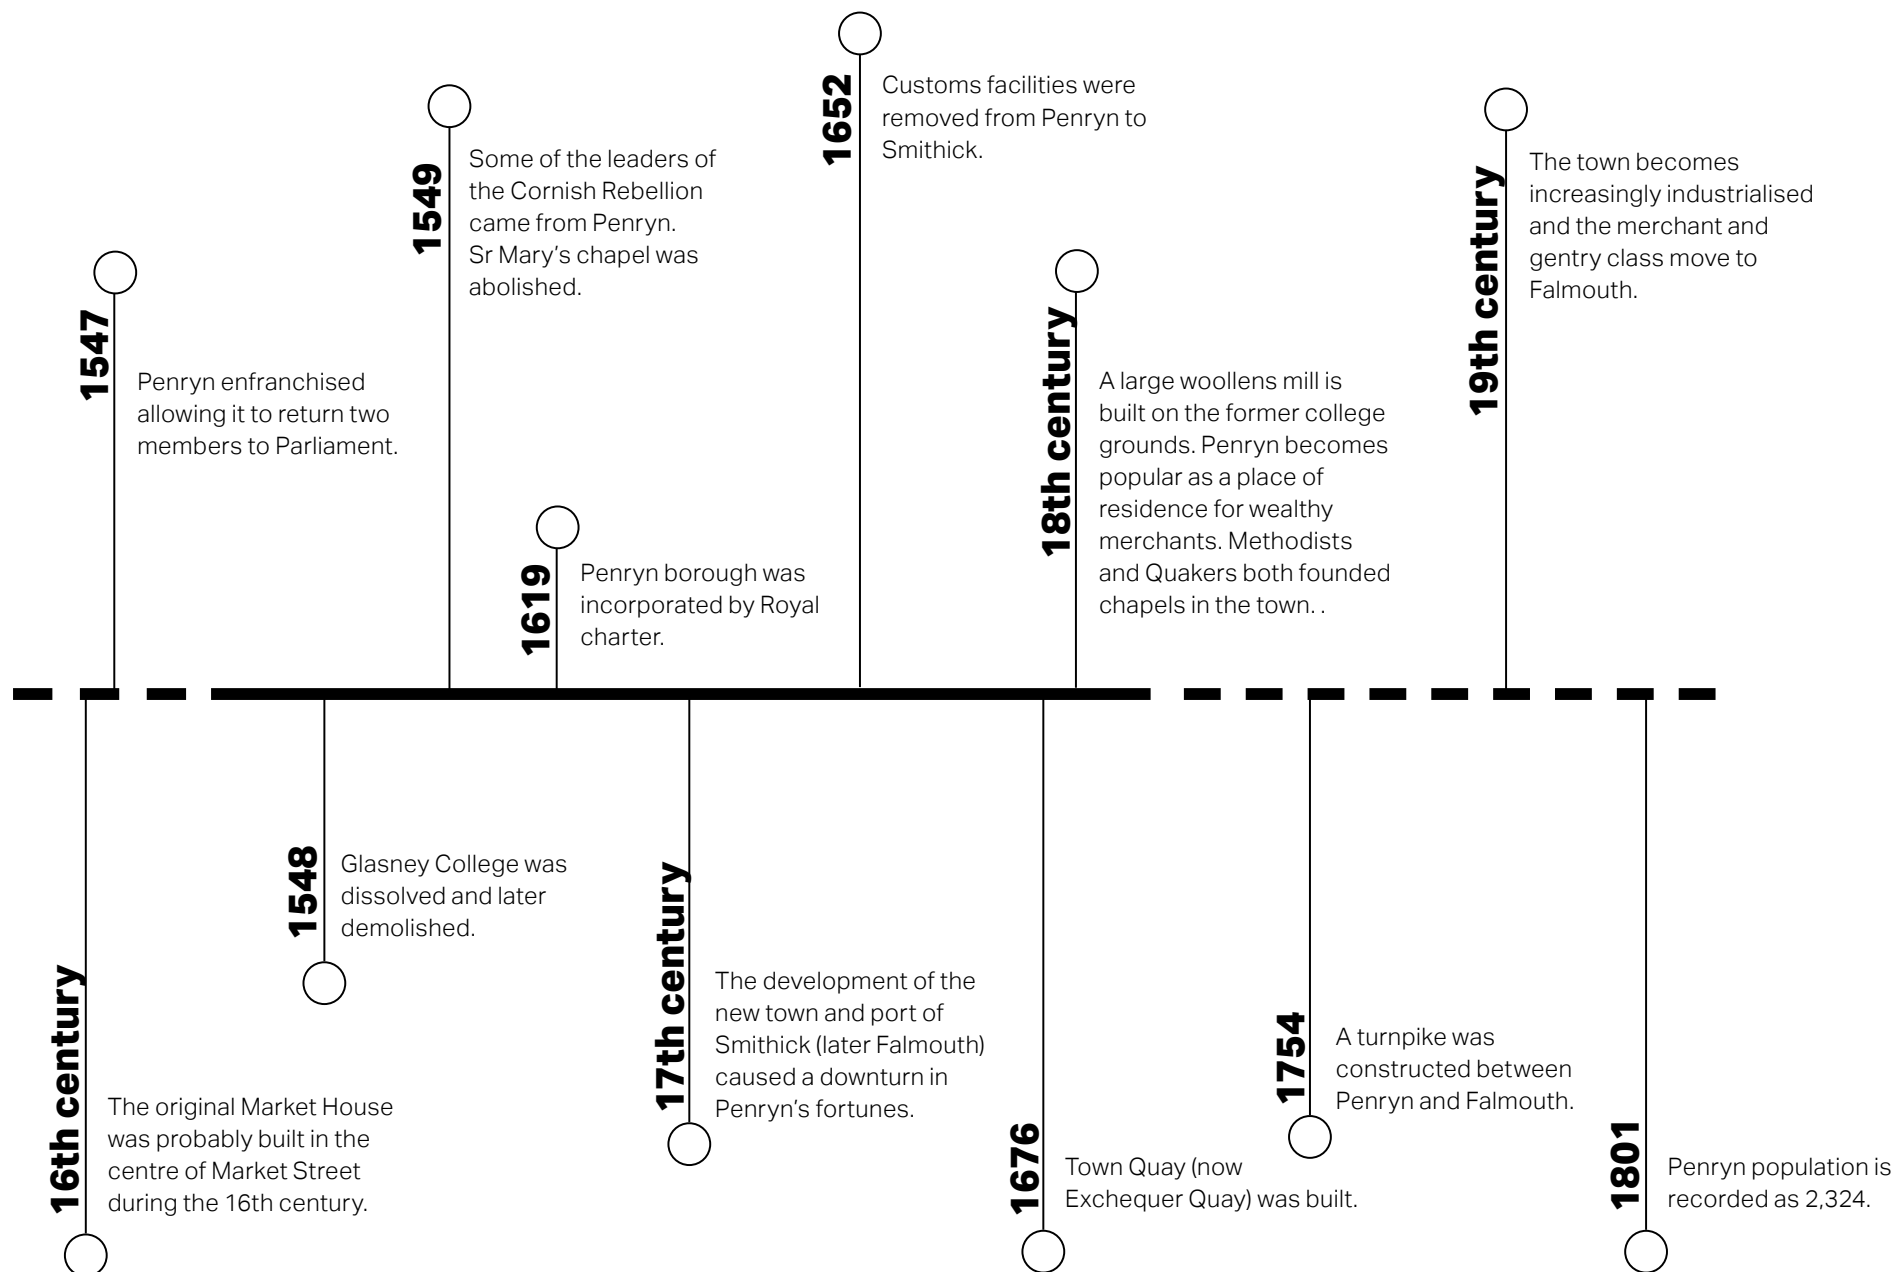 16th century
The original Market House
was probably built in the
centre of Market Street
during the 16th century.
1547
Penryn enfranchised
allowing it to return two
members to Parliament.
1548
Glasney College was
dissolved and later
demolished.
1549
Some of the leaders of
the Cornish Rebellion
came from Penryn.
Sr Mary’s chapel was
abolished.
1619
Penryn borough was
incorporated by Royal
charter.
17th century
The development of the
new town and port of
Smithick (later Falmouth)
caused a downturn in
Penryn’s fortunes.
1652
Customs facilities were
removed from Penryn to
Smithick.
1676
Town Quay (now
Exchequer Quay) was built.
18th century
A large woollens mill is
built on the former college
grounds. Penryn becomes
popular as a place of
residence for wealthy
merchants. Methodists
and Quakers both founded
chapels in the town. .
1754
A turnpike was
constructed between
Penryn and Falmouth.
19th century
The town becomes
increasingly industrialised
and the merchant and
gentry class move to
Falmouth.
1801
Penryn population is
recorded as 2,324.